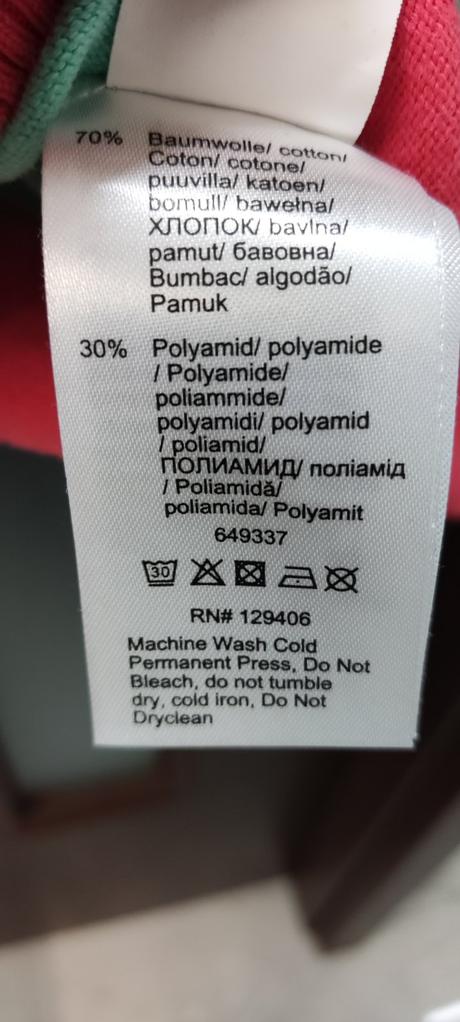 70% Baumwolle/ cotton/
Coton/ cotone/
puuvilla/ katoen/
bomull/ bawełna/
ХЛОПОК/ bavlna/
pamut/ бавовна/
Bumbac/ algodão/
Pamuk
30% Polyamid/ polyamide
/ Polyamide/
poliammide/
polyamidi/ polyamid
/ poliamid/
ПОЛИАМИД/ поліамід
/ Poliamidă/
poliamida/ Polyamit
649337
30
RN# 129406
Machine Wash Cold
Permanent Press, Do Not
Bleach, do not tumble
dry, cold iron, Do Not
Dryclean